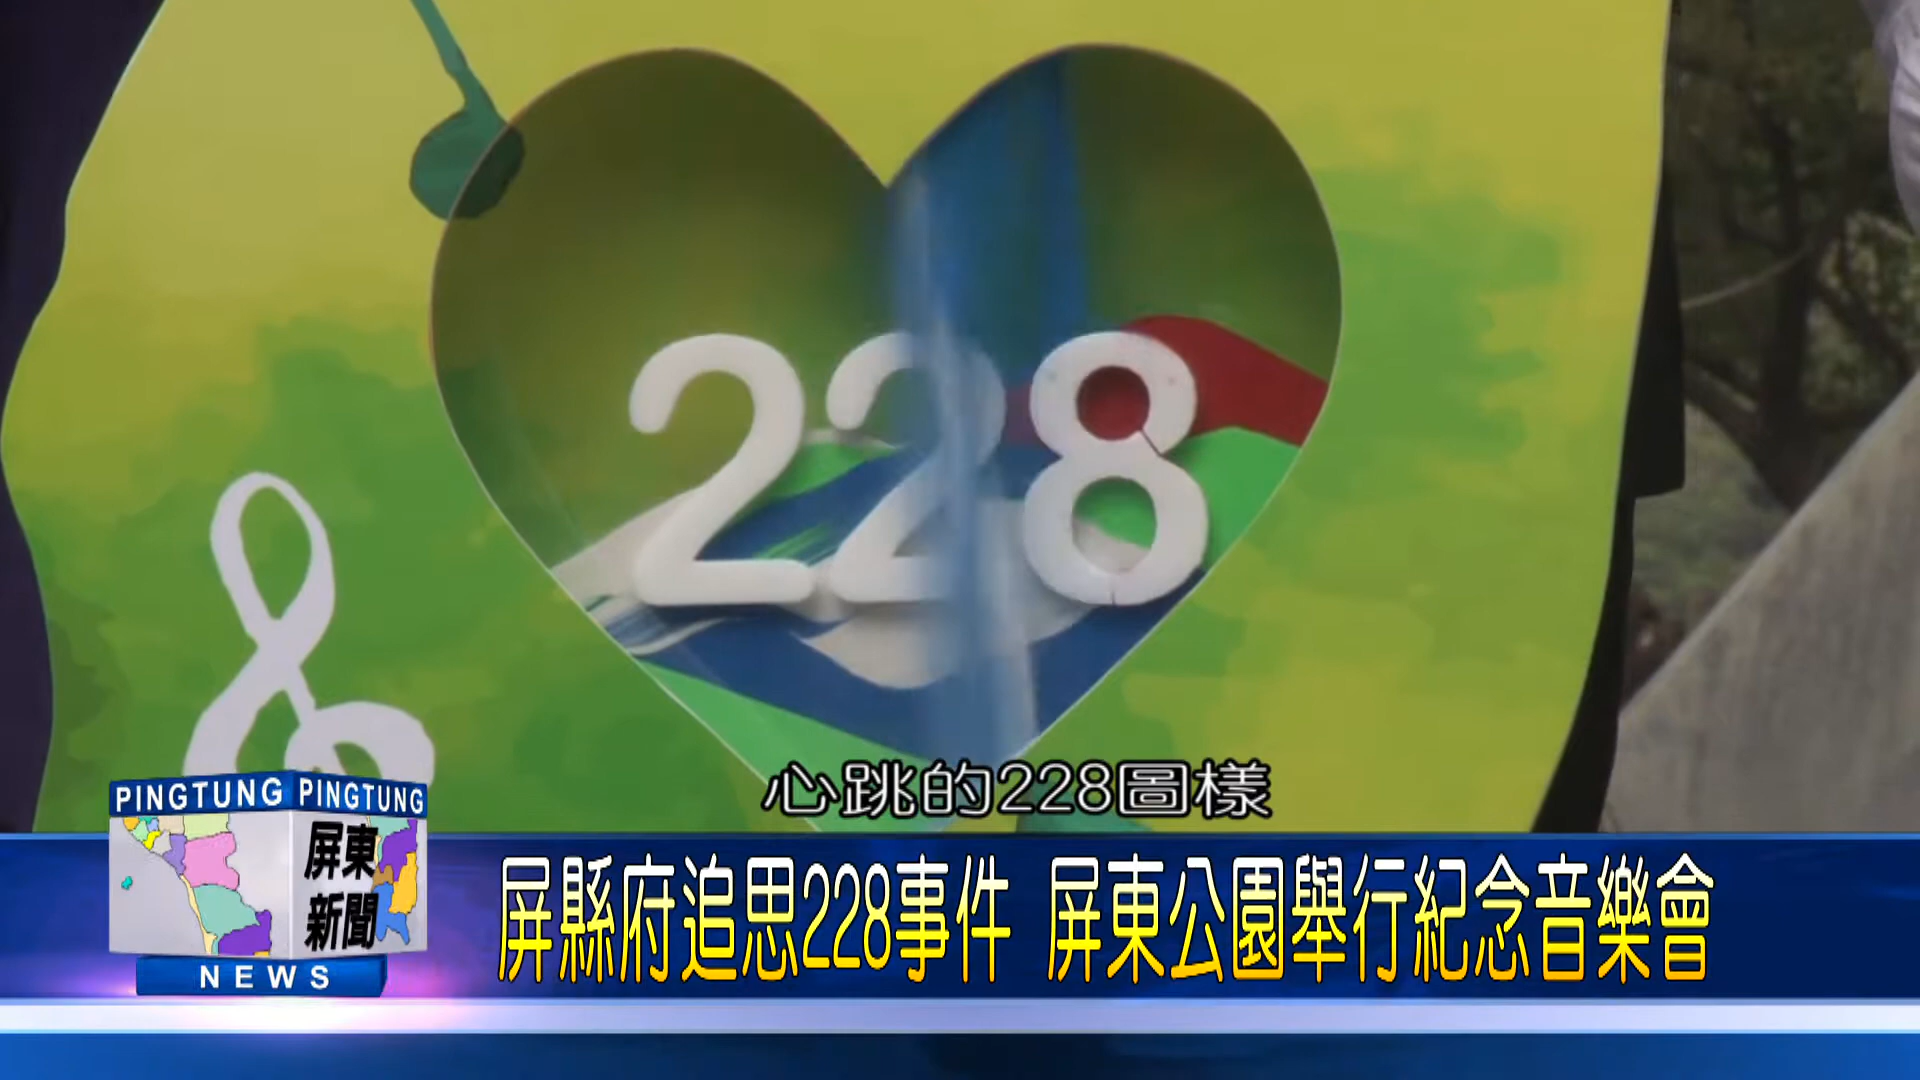 228
心跳的228圖樣
PINGTUNG PINGTUNG
屏東
新聞
NEWS
屏縣府追思228事件 屏東公園舉行紀念音樂會